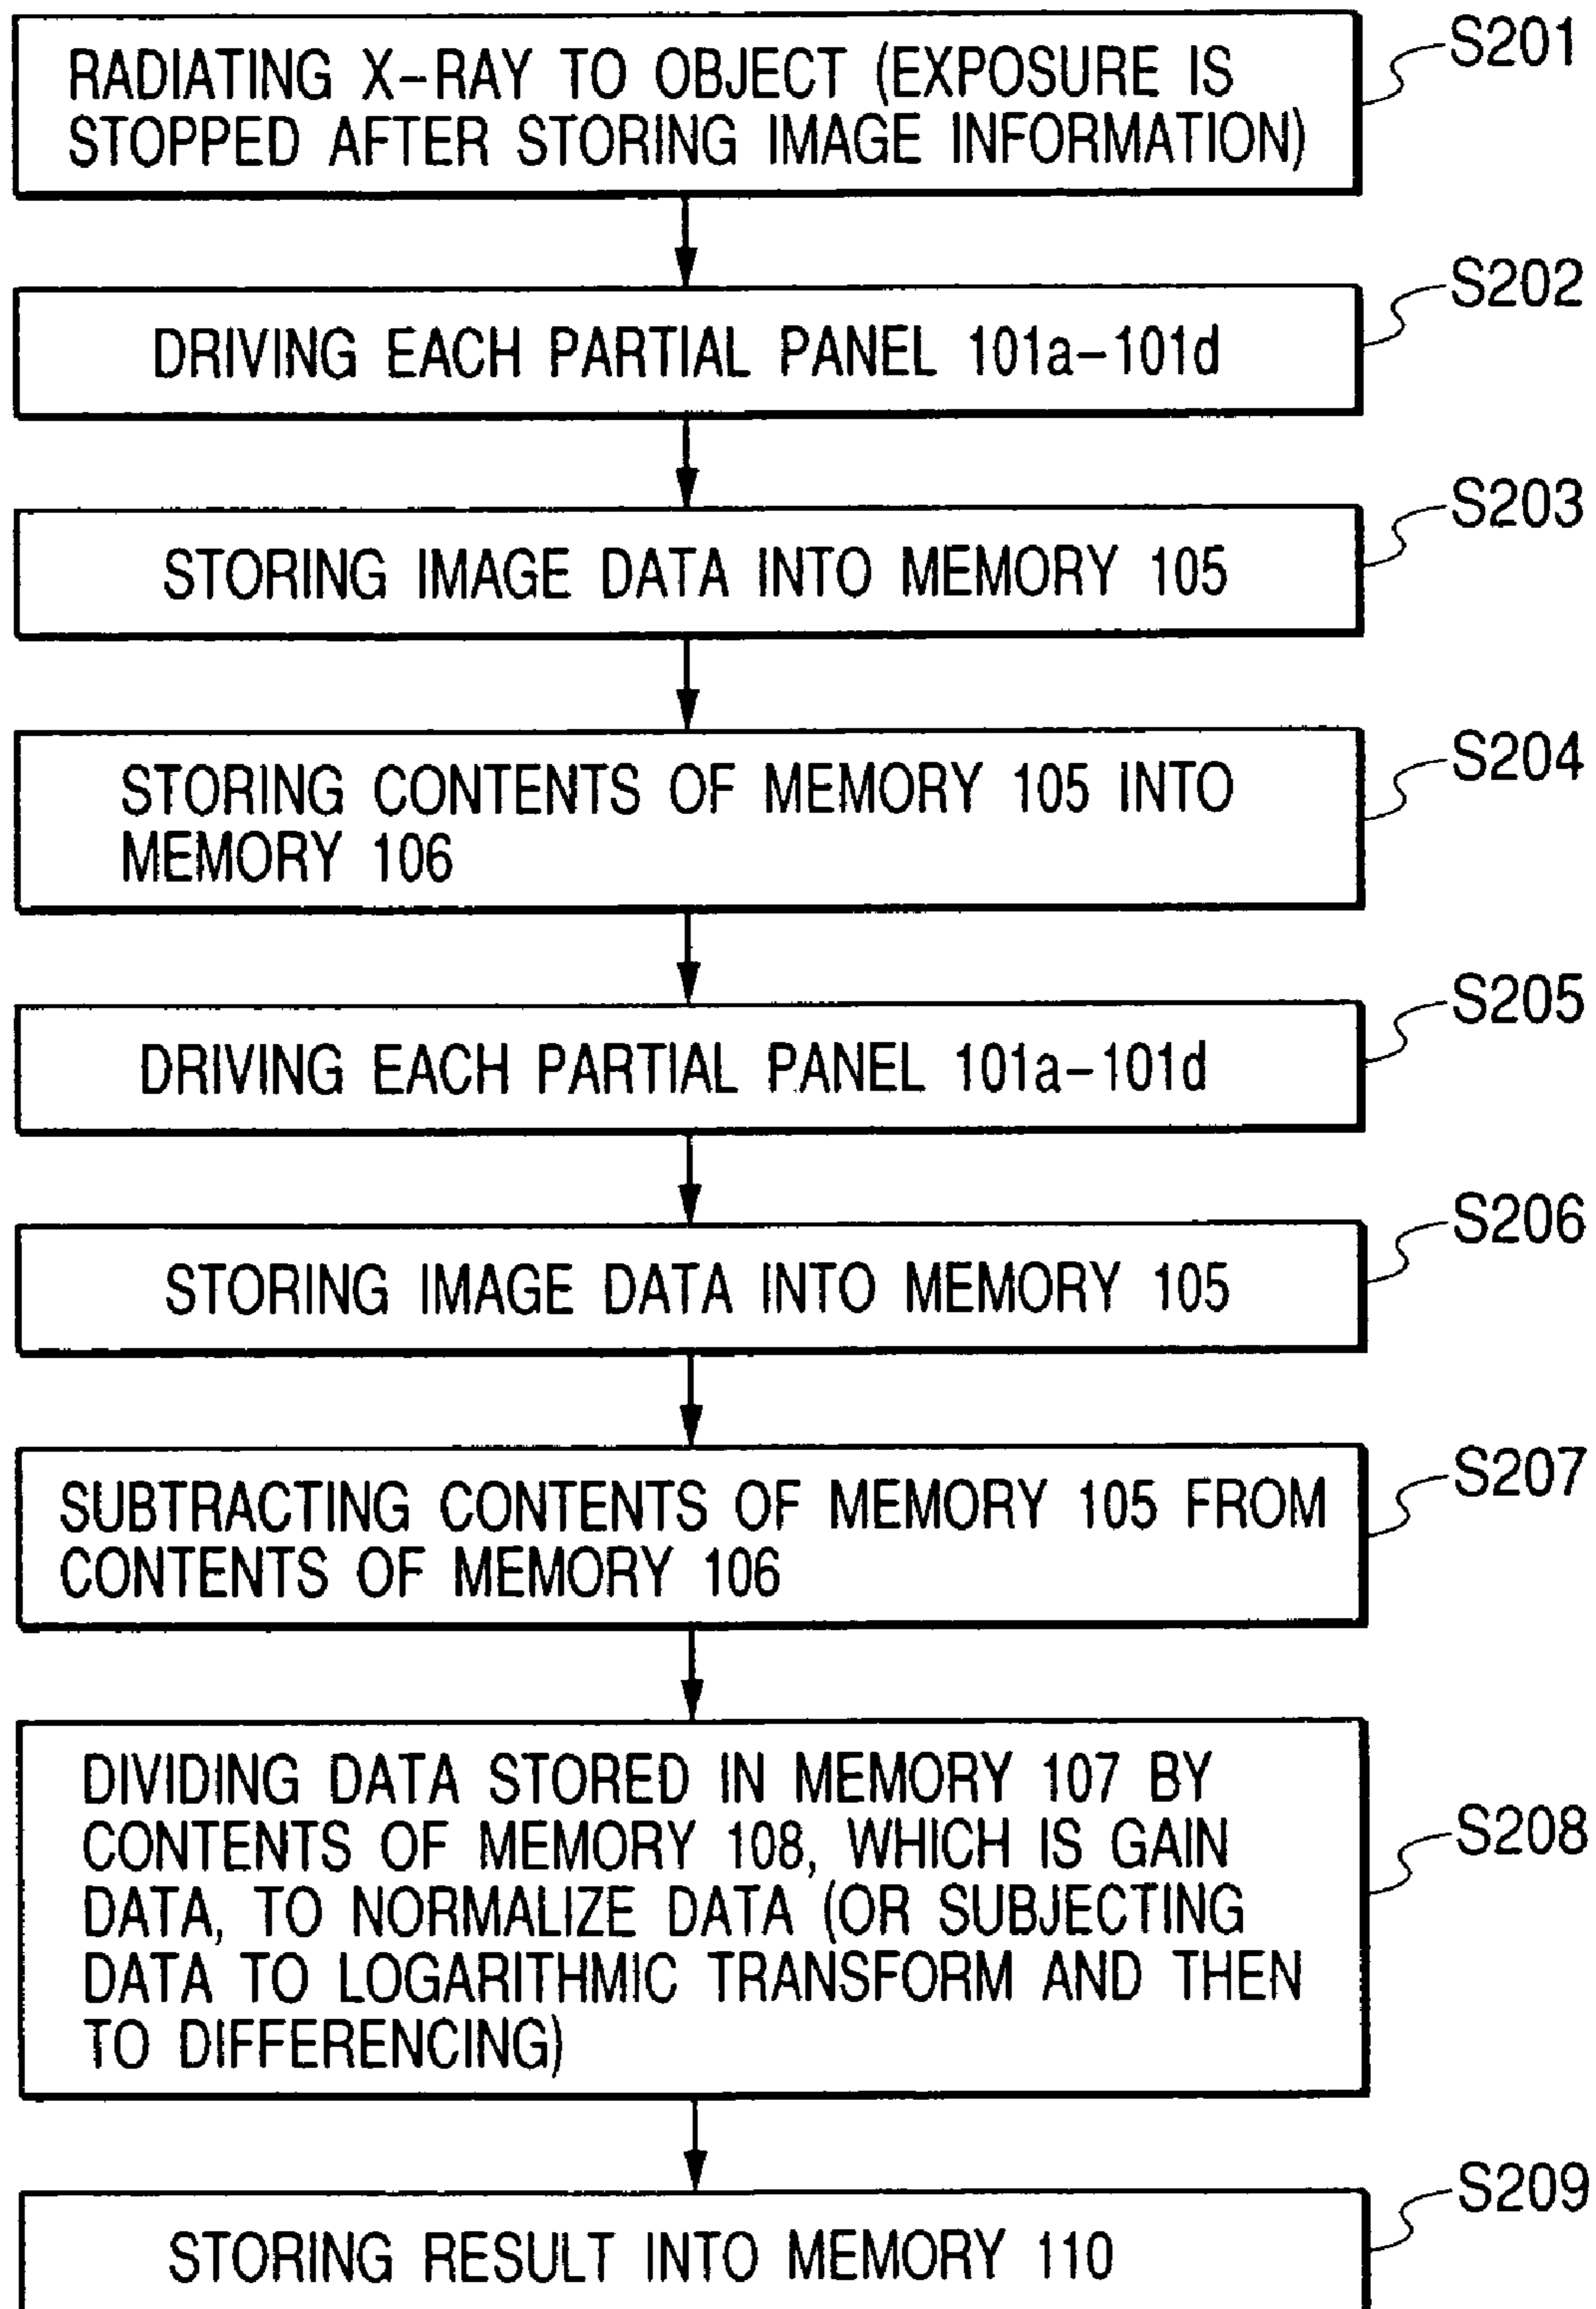 RADIATING X-RAY TO OBJECT (EXPOSURE IS
STOPPED AFTER STORING IMAGE INFORMATION)
S201
DRIVING EACH PARTIAL PANEL 101a-101d
S202
STORING IMAGE DATA INTO MEMORY 105
S203
STORING CONTENTS OF MEMORY 105 INTO
MEMORY 106
S204
DRIVING EACH PARTIAL PANEL 101a-101d
S205
STORING IMAGE DATA INTO MEMORY 105
S206
SUBTRACTING CONTENTS OF MEMORY 105 FROM
CONTENTS OF MEMORY 106
S207
DIVIDING DATA STORED IN MEMORY 107 BY
CONTENTS OF MEMORY 108, WHICH IS GAIN
DATA, TO NORMALIZE DATA (OR SUBJECTING
DATA TO LOGARITHMIC TRANSFORM AND THEN
TO DIFFERENCING)
S208
STORING RESULT INTO MEMORY 110
S209